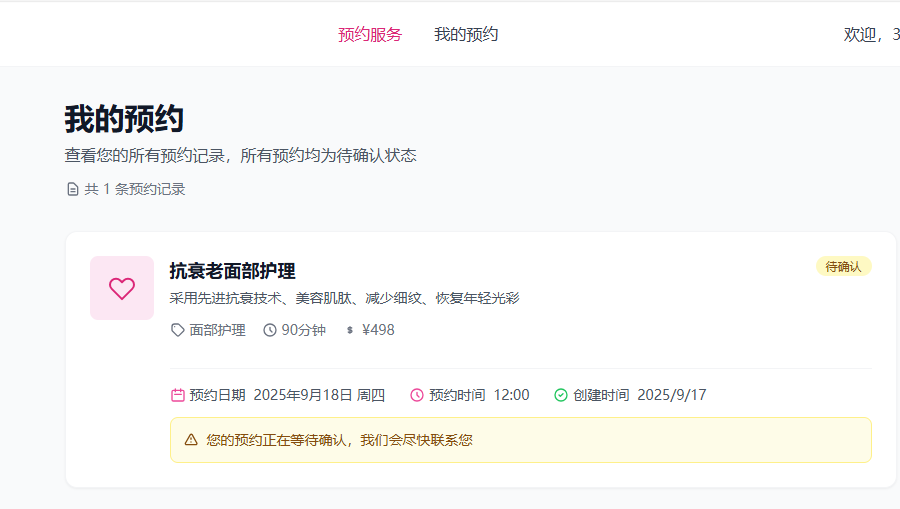 预约服务 我的预约 欢迎，3
我的预约
查看您的所有预约记录，所有预约均为待确认状态
共 1 条预约记录
抗衰老面部护理 待确认
采用先进抗衰技术、美容肌肽、减少细纹、恢复年轻光彩
面部护理 90分钟 $ ¥498
预约日期 2025年9月18日 周四 预约时间 12:00 创建时间 2025/9/17
您的预约正在等待确认，我们会尽快联系您